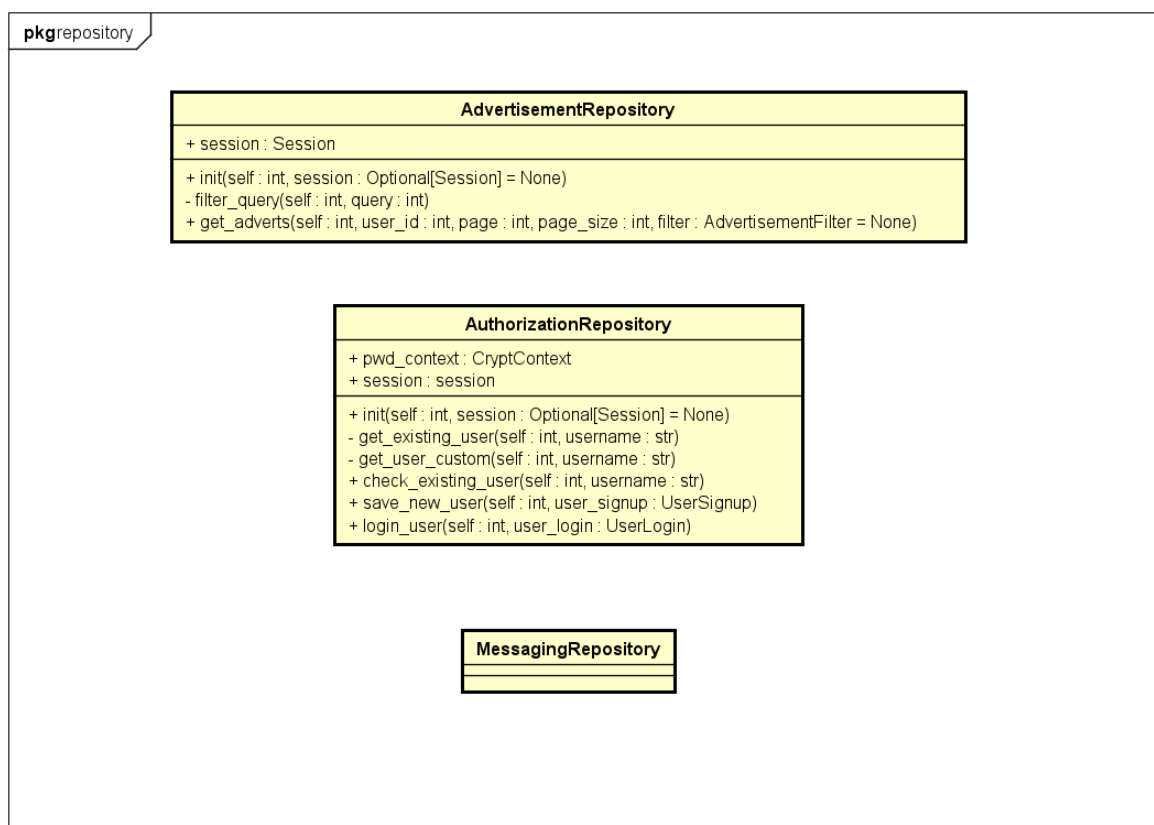 pkgrepository
AdvertisementRepository
+ session : Session
+ init(self : int, session : Optional[Session] = None)
- filter_query(self : int, query : int)
+ get_adverts(self : int, user_id : int, page : int, page_size : int, filter : AdvertisementFilter = None)
AuthorizationRepository
+ pwd_context : CryptContext
+ session : session
+ init(self : int, session : Optional[Session] = None)
- get_existing_user(self : int, username : str)
- get_user_custom(self : int, username : str)
+ check_existing_user(self : int, username : str)
+ save_new_user(self : int, user_signup : UserSignup)
+ login_user(self : int, user_login : UserLogin)
MessagingRepository